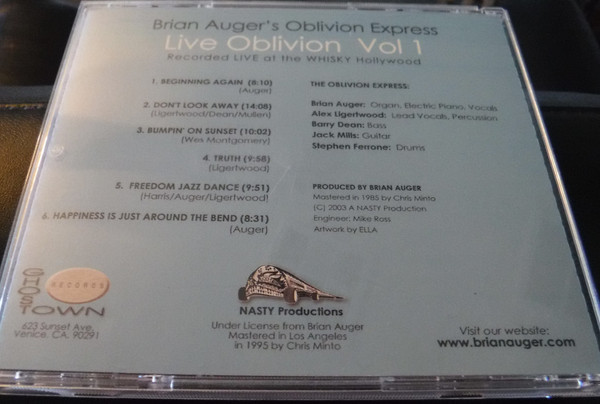 Brian Auger's Oblivion Express
Live Oblivion Vol 1
Recorded LIVE at the WHISKY Hollywood
1. BEGINNING AGAIN (8:10)
(Auger)
2. DON'T LOOK AWAY (14:08)
(Ligertwood/Dean/Mullen)
3. BUMPIN' ON SUNSET (10:02)
(Wes Montgomery)
4. TRUTH (9:58)
(Ligertwood)
5. FREEDOM JAZZ DANCE (9:51)
(Harris/Auger/Ligertwood)
6. HAPPINESS IS JUST AROUND THE BEND (8:31)
(Auger)
THE OBLIVION EXPRESS:
Brian Auger: Organ, Electric Piano, Vocals
Alex Ligertwood: Lead Vocals, Percussion
Barry Dean: Bass
Jack Mills: Guitar
Stephen Ferrone: Drums
PRODUCED BY BRIAN AUGER
Mastered in 1985 by Chris Minto
(C) 2003 A NASTY Production
Engineer: Mike Ross
Artwork by ELLA
GHOST TOWN
RECORDS
623 Sunset Ave.
Venice, CA. 90291
NASTY Productions
Under License from Brian Auger
Mastered in Los Angeles
in 1995 by Chris Minto
Visit our website:
www.brianauger.com